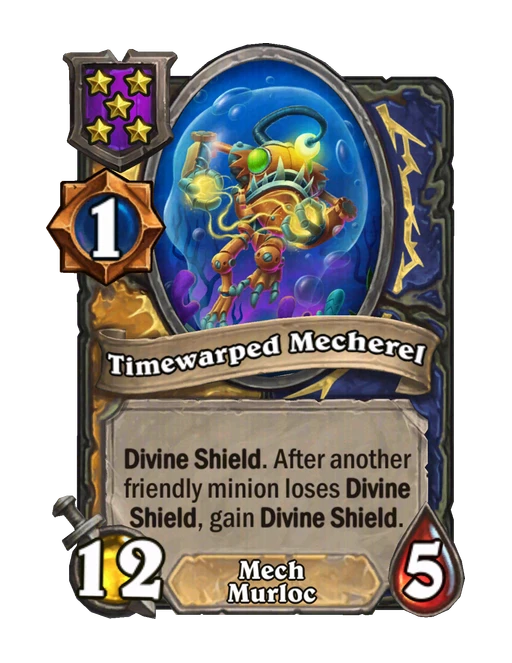 1
Timewarped Mecherel
Divine Shield. After another
friendly minion loses Divine
Shield, gain Divine Shield.
12
Mech
Murloc
5